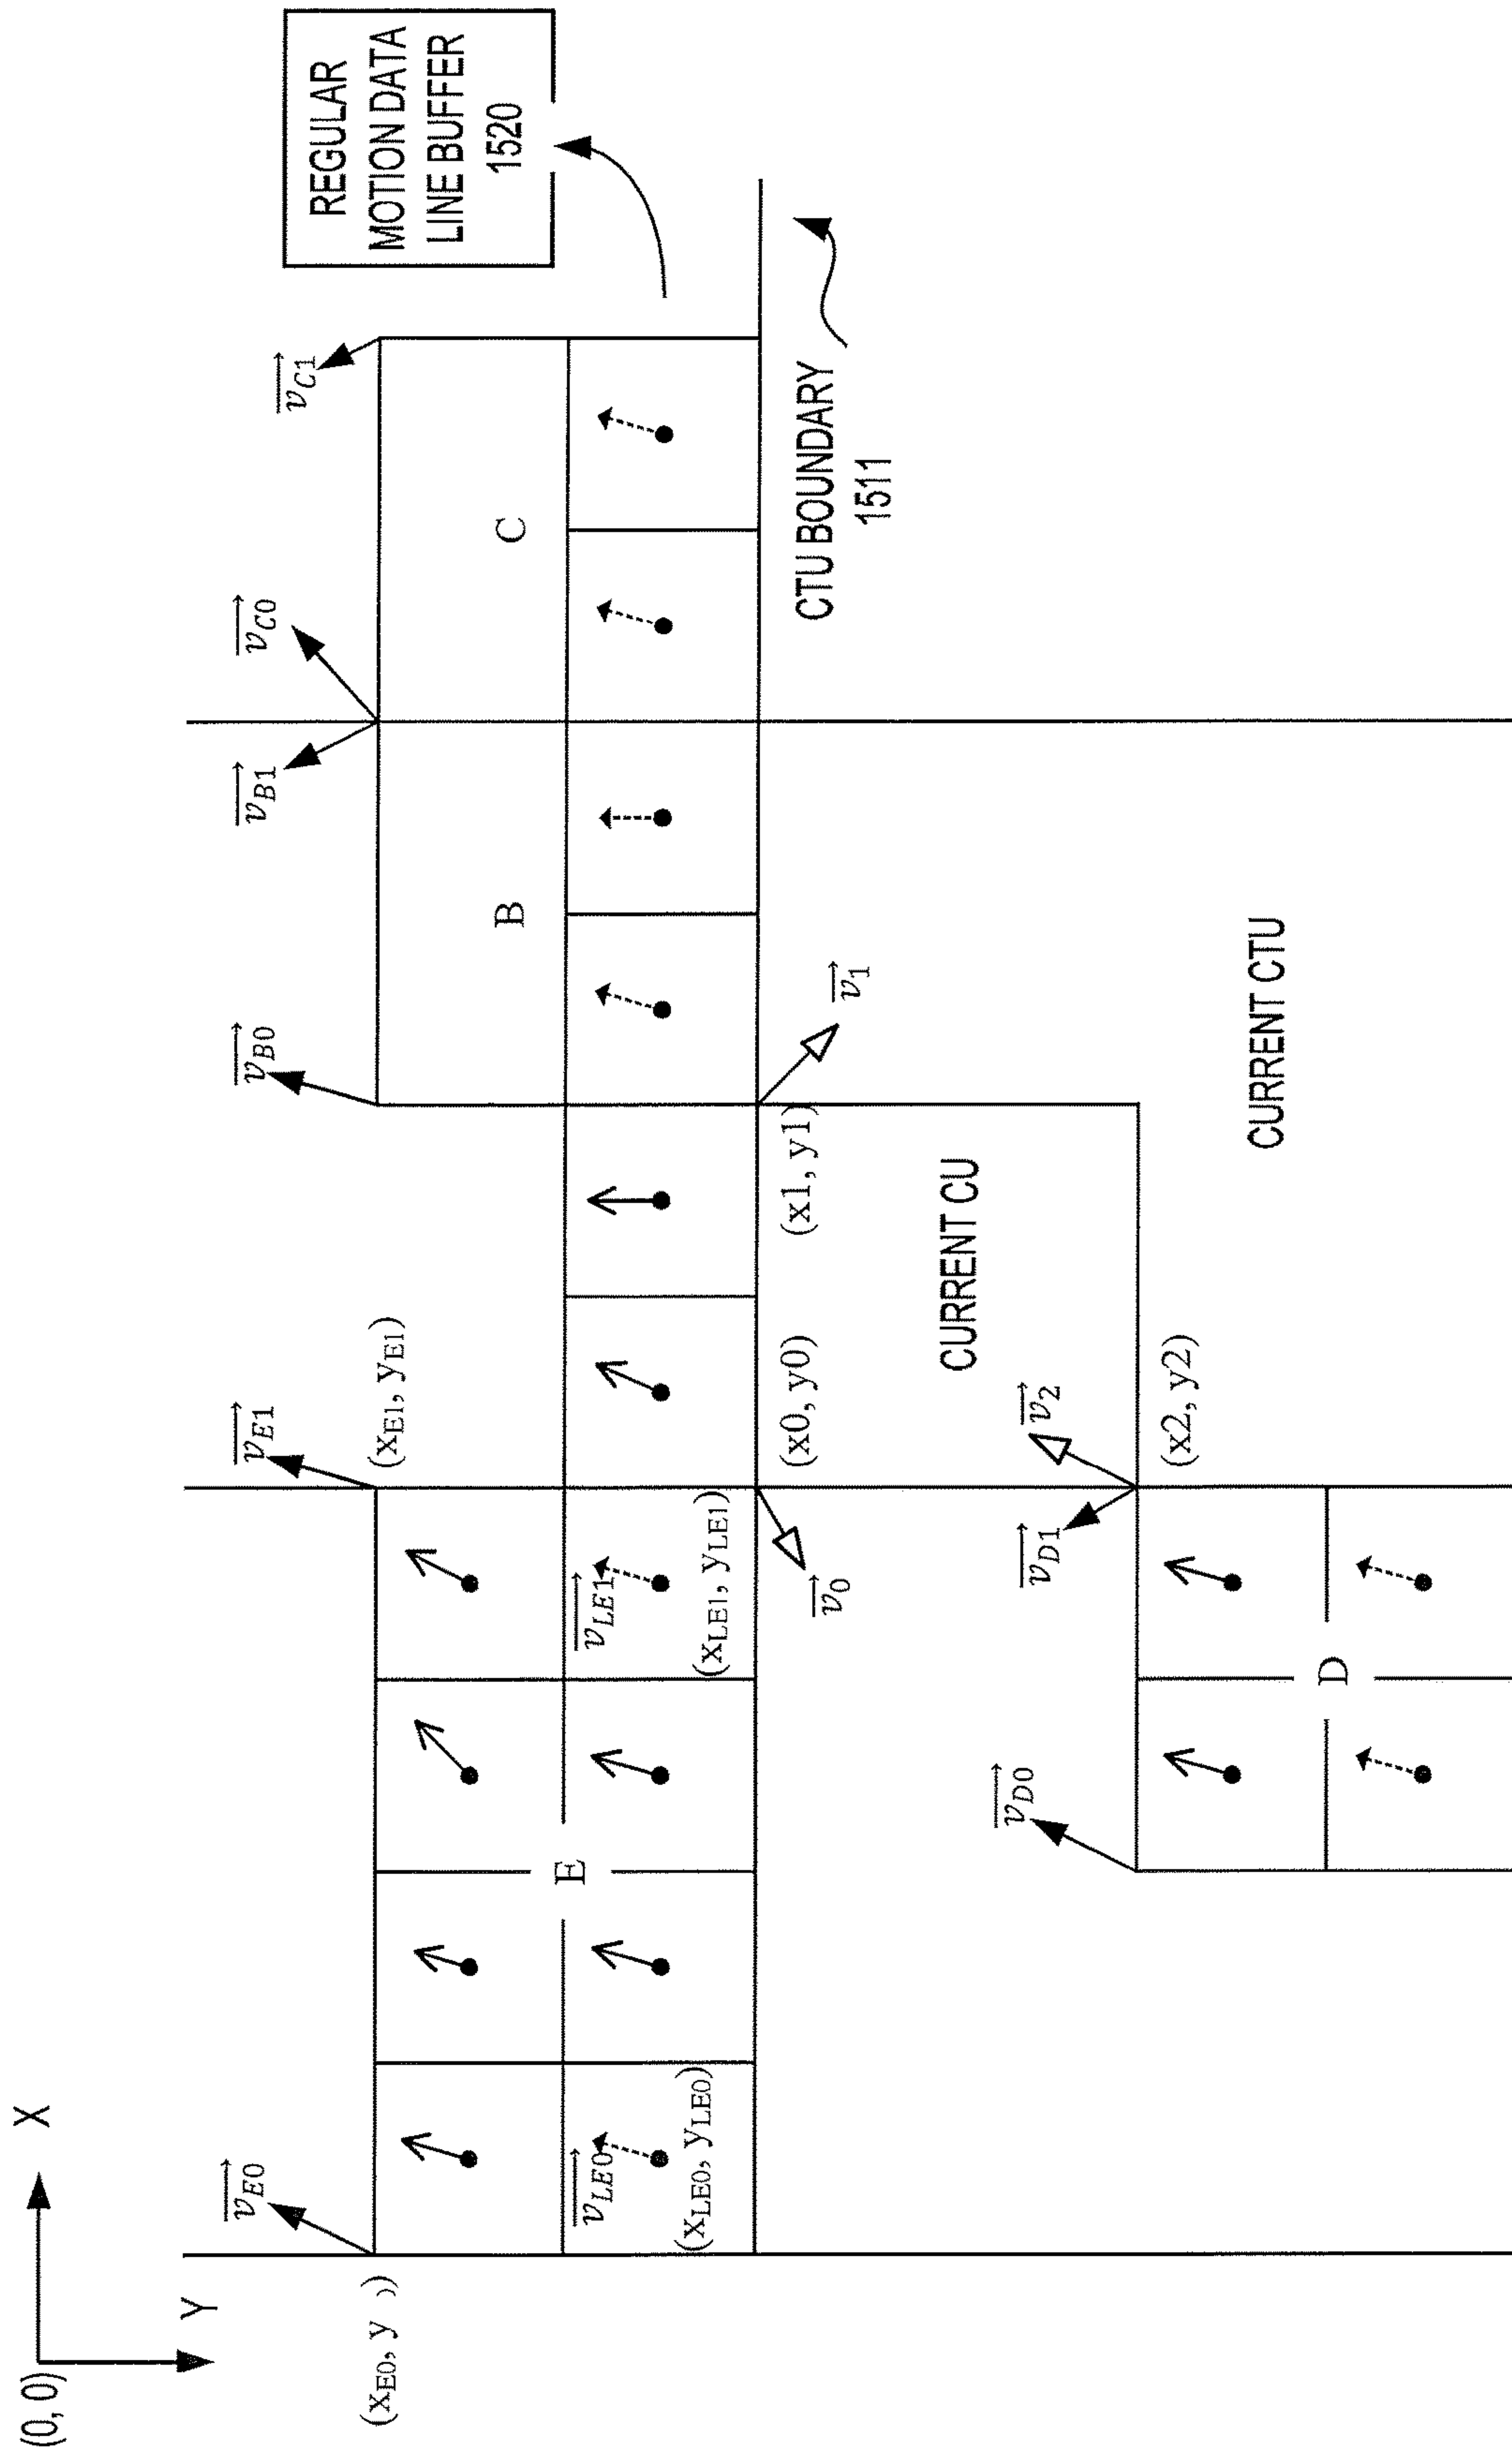 (0, 0)
X
Y
REGULAR
MOTION DATA
LINE BUFFER
1520
v_E0
v_E1
v_B0
v_B1
v_C0
v_C1
(x_E0, y )
(x_E1, y_E1)
E
B
C
v_LE0
v_LE1
(x_LE0, y_LE0)
(x_LE1, y_LE1)
(x0, y0)
(x1, y1)
CTU BOUNDARY
1511
v_0
v_1
CURRENT CU
v_D0
v_D1
v_2
(x2, y2)
D
CURRENT CTU